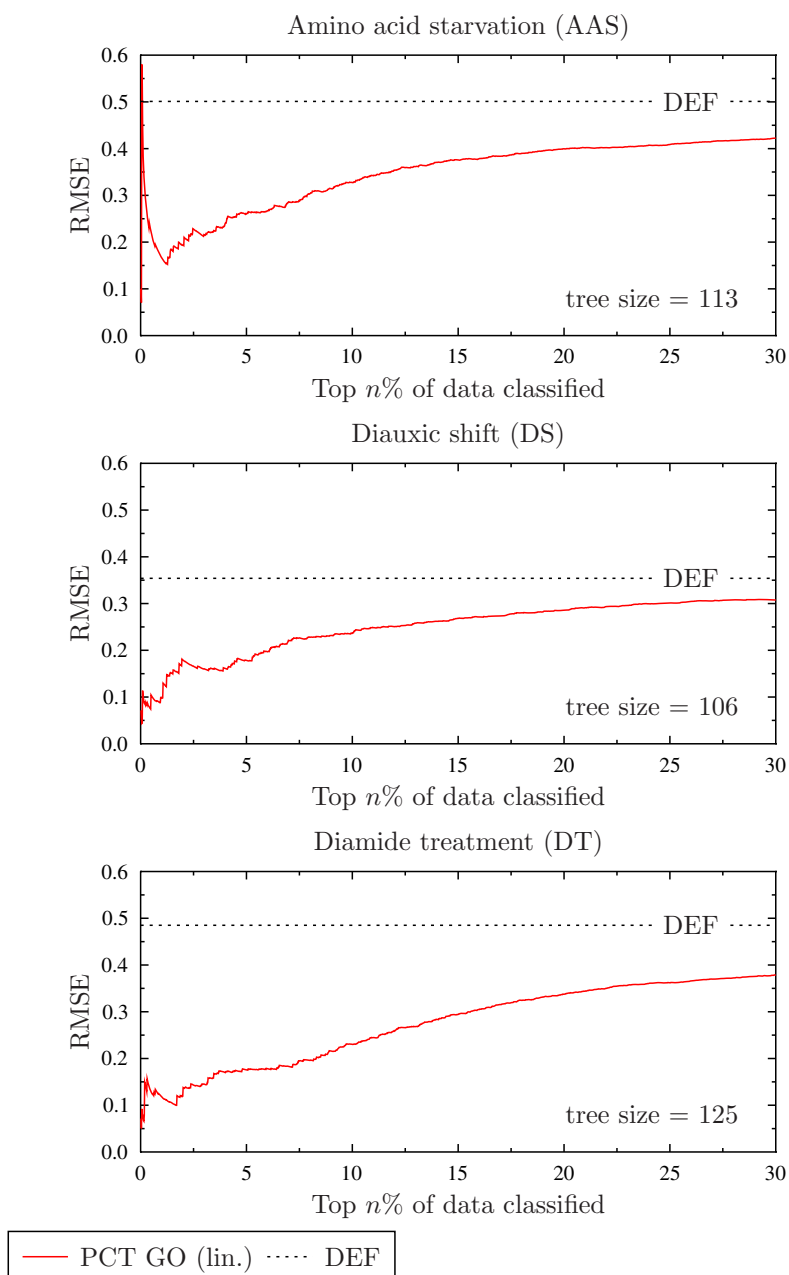 Amino acid starvation (AAS)
0.6
0.5
DEF
0.4
0.3
0.2
0.1
tree size = 113
0.0
RMSE
0 5 10 15 20 25 30
Top n% of data classified
Diauxic shift (DS)
0.6
0.5
0.4
DEF
0.3
0.2
0.1
tree size = 106
0.0
RMSE
0 5 10 15 20 25 30
Top n% of data classified
Diamide treatment (DT)
0.6
0.5
DEF
0.4
0.3
0.2
0.1
tree size = 125
0.0
RMSE
0 5 10 15 20 25 30
Top n% of data classified
PCT GO (lin.) DEF